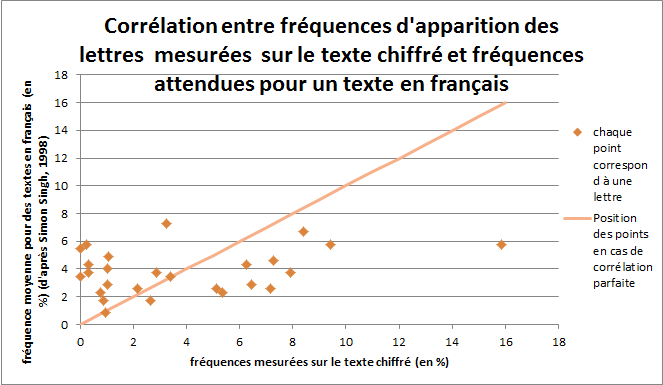 Corrélation entre fréquences d'apparition des
lettres  mesurées  sur le texte chiffré et fréquences
attendues pour un texte en français
fréquence moyenne pour des textes en français (en
%) (d'après Simon Singh, 1998)
18
16
14
12
10
8
6
4
2
0
0 2 4 6 8 10 12 14 16 18
fréquences mesurées sur le texte chiffré (en %)
chaque
point
correspon
d à une
lettre
Position
des points
en cas de
corrélation
parfaite